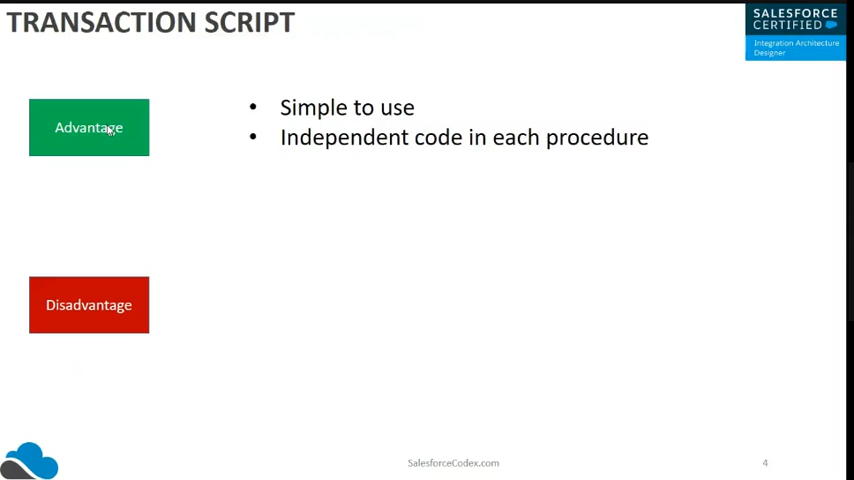 TRANSACTION SCRIPT
SALESFORCE
CERTIFIED
Integration Architecture
Designer
Advantage
• Simple to use
• Independent code in each procedure
Disadvantage
SalesforceCodex.com
4